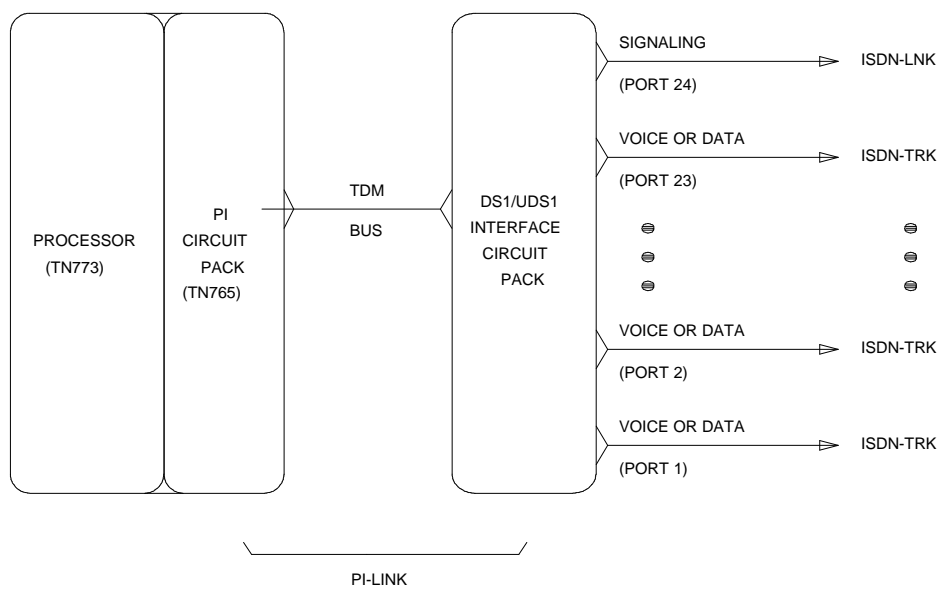 SIGNALING
(PORT 24)
ISDN-LNK
VOICE OR DATA
(PORT 23)
ISDN-TRK
PROCESSOR
(TN773)
PI
CIRCUIT
PACK
(TN765)
TDM
BUS
DS1/UDS1
INTERFACE
CIRCUIT
PACK
VOICE OR DATA
(PORT 2)
ISDN-TRK
VOICE OR DATA
(PORT 1)
ISDN-TRK
PI-LINK